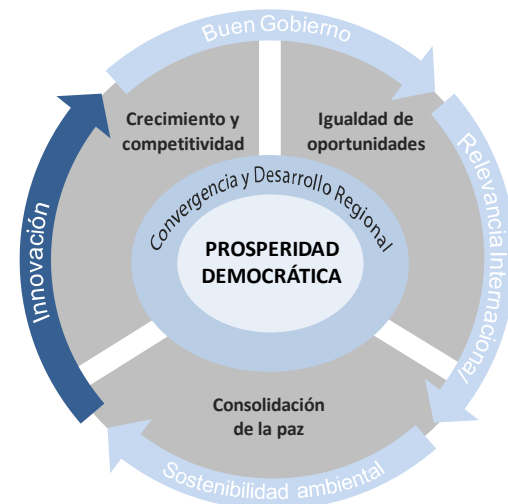 Buen Gobierno
Crecimiento y
competitividad
Igualdad de
oportunidades
Relevancia Internacional
Convergencia y Desarrollo Regional
PROSPERIDAD
DEMOCRÁTICA
Innovación
Consolidación
de la paz
Sostenibilidad ambiental